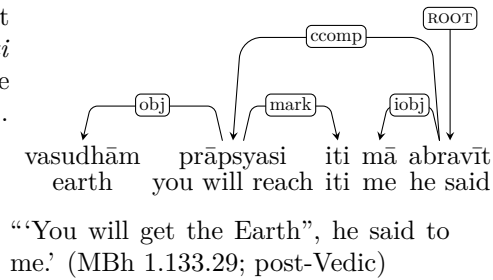 t
si
e
.
ROOT
ccomp
obj mark iobj
vasudhām prāpsyasi iti mā abravīt
earth you will reach iti me he said
“‘You will get the Earth”, he said to
me.’ (MBh 1.133.29; post-Vedic)